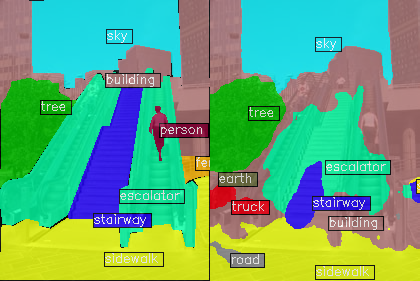 sky
building
tree
person
fe
escalator
stairway
sidewalk
sky
tree
escalator
earth
truck
stairway
building
road
sidewalk